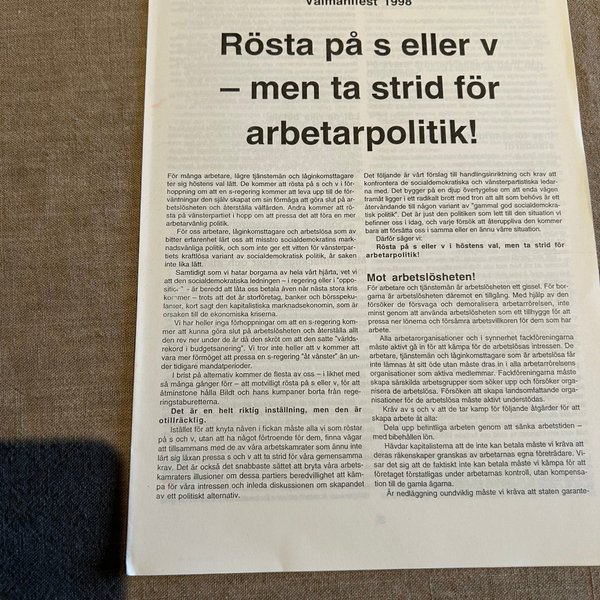 Valmanifest 1998
Rösta på s eller v
– men ta strid för
arbetarpolitik!
För många arbetare, lägre tjänstemän och låginkomsttagare
ter sig höstens val lätt. De kommer att rösta på s och v i för-
hoppning om att en s-regering kommer att leva upp till de för-
väntningar den själv skapat om sin förmåga att göra slut på ar-
betslösheten och återställa välfärden. Andra kommer att rö-
sta på vänsterpartiet i hopp om att pressa det att föra en mer
arbetarvänlig politik.
För oss arbetare, låginkomsttagare och arbetslösa som av
bitter erfarenhet lärt oss att misstro socialdemokratins mark-
nadsvänliga politik, och som inte ger ett vitten för vänster-
partiets kraftlösa variant av socialdemokratisk politik, är saken
inte lika lätt.
Samtidigt som vi hatar borgarna av hela vårt hjärta, vet vi
att den socialdemokratiska ledningen – i regering eller i "oppo-
sition" – är beredd att låta oss betala även när nästa stora kris
kommer – trots att det är storföretag, banker och börsspeku-
lanter, kort sagt den kapitalistiska marknadsekonomin, som är
orsaken till de ekonomiska kriserna.
Vi har heller inga förhoppningar om att en s-regering kom-
mer att kunna göra slut på arbetslösheten och återställa allt
den rev ner under de år då den skröt om att den satte "världs-
rekord i budgetsanering". Vi tror inte heller att v kommer att
vara mer förmöget att pressa en s-regering "åt vänster" än un-
der tidigare mandatperioder.
I brist på alternativ kommer de flesta av oss – i likhet med
så många gånger förr – att motvilligt rösta på s eller v, för att
åtminstone hålla Bildt och hans kumpaner borta från rege-
ringstaburetterna.
Det är en helt riktig inställning, men den är
otillräcklig.
Istället för att knyta näven i fickan måste alla vi som röstar
på s och v, utan att ha något förtroende för dem, finna vägar
att tillsammans med de av våra arbetskamrater som ännu inte
lärt sig läxan pressa s och v att ta strid för våra gemensamma
krav. Det är också det snabbaste sättet att bryta våra arbets-
kamraters illusioner om dessa partiers beredvillighet att käm-
pa för våra intressen och inleda diskussionen om skapandet
av ett politiskt alternativ.
Det följande är vårt förslag till handlingsinriktning och krav att
konfrontera de socialdemokratiska och vänsterpartistiska ledar-
na med. Det bygger på en djup övertygelse om att enda vägen
framåt ligger i ett radikalt brott med tron att allt som behövs är ett
återvändande till någon variant av "gammal god socialdemokra-
tisk politik". Det är just den politiken som lett till den situation vi
befinner oss i idag, och varje försök att återuppliva den kommer
bara att försätta oss i samma eller en ännu värre situation.
Därför säger vi:
Rösta på s eller v i höstens val, men ta strid för
arbetarpolitik!
Mot arbetslösheten!
För arbetare och tjänstemän är arbetslösheten ett gissel. För bor-
garna är arbetslösheten däremot en tillgång. Med hjälp av den
försöker de försvaga och demoralisera arbetarrörelsen, inte
minst genom att använda arbetslösheten som ett tillhygge för att
pressa ner lönerna och försämra arbetsvillkoren för dem som har
arbete.
Alla arbetarorganisationer och i synnerhet fackföreningarna
måste aktivt gå in för att kämpa för de arbetslösas intressen. De
arbetare, tjänstemän och låginkomsttagare som är arbetslösa får
inte lämnas åt sitt öde utan måste dras in i alla arbetarrörelsens
organisationer som aktiva medlemmar. Fackföreningarna måste
skapa särskilda arbetsgrupper som söker upp och försöker orga-
nisera de arbetslösa. Försöken att skapa landsomfattande orga-
nisationer för de arbetslösa måste aktivt understödas.
Kräv av s och v att de tar kamp för följande åtgärder för att
skapa arbete åt alla:
Dela upp befintliga arbeten genom att sänka arbetstiden –
med bibehållen lön.
Hävdar kapitalisterna att de inte kan betala måste vi kräva att
deras räkenskaper granskas av arbetarnas egna företrädare. Vi-
sar det sig att de faktiskt inte kan betala måste vi kämpa för att
företaget förstatligas under arbetarnas kontroll, utan kompensa-
tion till de gamla ägarna.
Är nedläggning oundviklig måste vi kräva att staten garante-